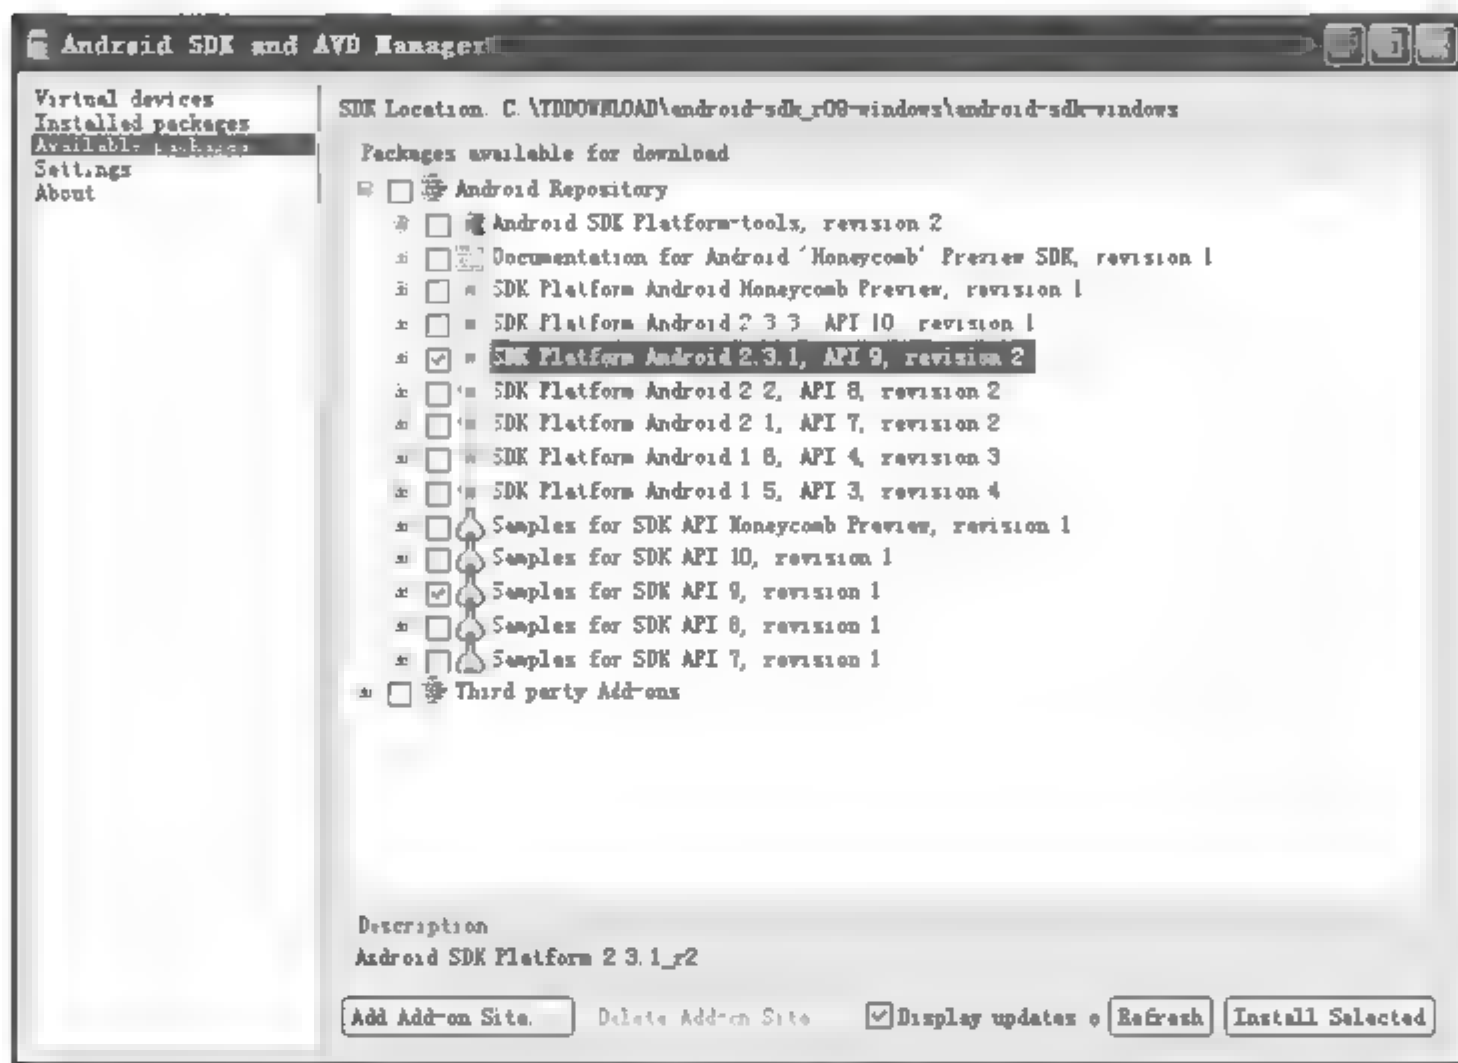 Android SDK and AVD Manager
Virtual devices
Installed packages
Available packages
Settings
About
SDK Location. C:\TDDOWNLOAD\android-sdk_r08-windows\android-sdk-windows
Packages available for download
Android Repository
Android SDK Platform-tools, revision 2
Documentation for Android 'Honeycomb' Preview SDK, revision 1
SDK Platform Android Honeycomb Preview, revision 1
SDK Platform Android 2.3.3, API 10, revision 1
SDK Platform Android 2.3.1, API 9, revision 2
SDK Platform Android 2.2, API 8, revision 2
SDK Platform Android 2.1, API 7, revision 2
SDK Platform Android 1.6, API 4, revision 3
SDK Platform Android 1.5, API 3, revision 4
Samples for SDK API Honeycomb Preview, revision 1
Samples for SDK API 10, revision 1
Samples for SDK API 9, revision 1
Samples for SDK API 8, revision 1
Samples for SDK API 7, revision 1
Third party Add-ons
Description
Android SDK Platform 2.3.1_r2
Add Add-on Site... Delete Add-on Site Display updates o Refresh Install Selected